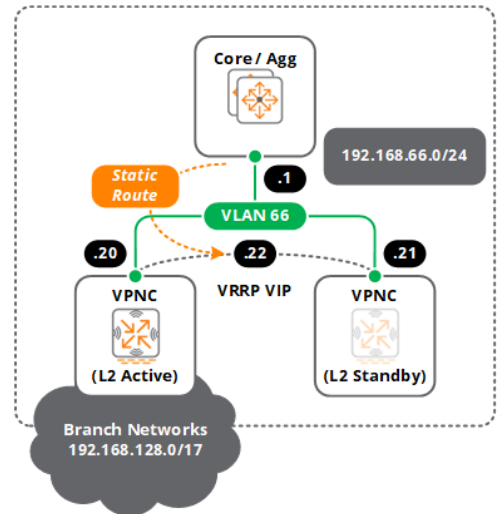 Core / Agg
192.168.66.0/24
Static
Route
.1
VLAN 66
.20
.22
.21
VPNC
VRRP VIP
VPNC
(L2 Active)
(L2 Standby)
Branch Networks
192.168.128.0/17